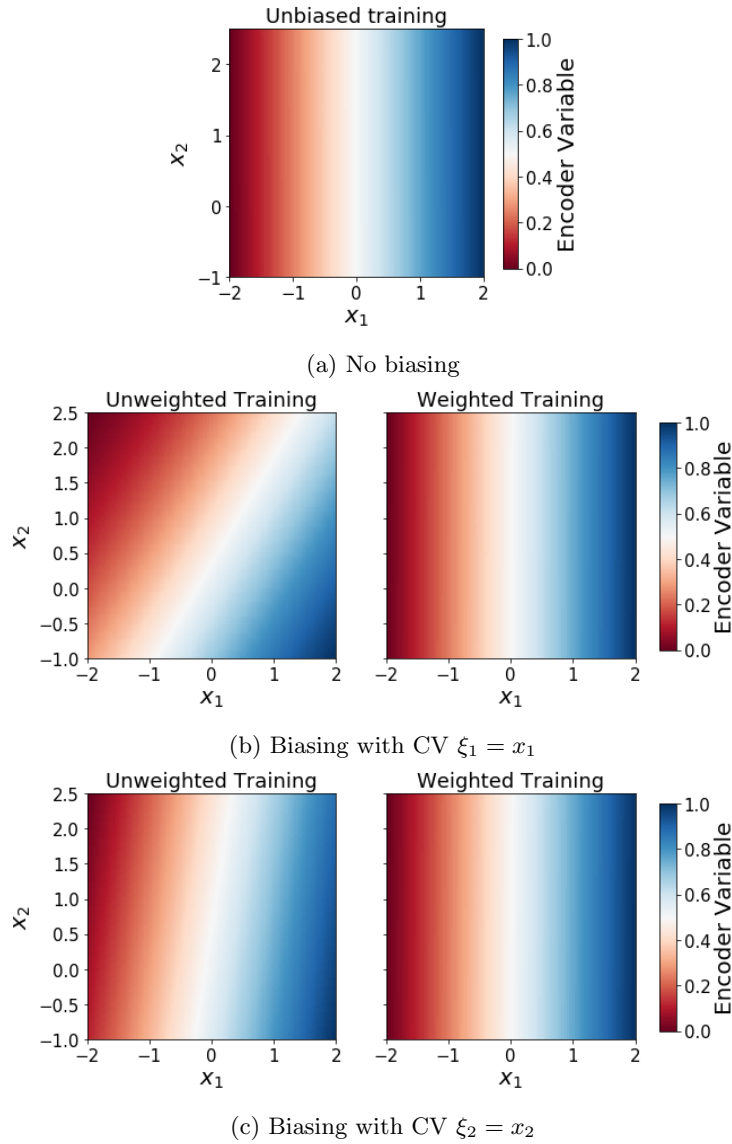 Unbiased training
2
1
0
−1
x₂
−2 −1 0 1 2
x₁
1.0
0.8
0.6
0.4
0.2
0.0
Encoder Variable
(a) No biasing
Unweighted Training
2.5
2.0
1.5
1.0
0.5
0.0
−0.5
−1.0
x₂
−2 −1 0 1 2
x₁
Weighted Training
−2 −1 0 1 2
x₁
1.0
0.8
0.6
0.4
0.2
0.0
Encoder Variable
(b) Biasing with CV ξ₁ = x₁
Unweighted Training
2.5
2.0
1.5
1.0
0.5
0.0
−0.5
−1.0
x₂
−2 −1 0 1 2
x₁
Weighted Training
−2 −1 0 1 2
x₁
1.0
0.8
0.6
0.4
0.2
0.0
Encoder Variable
(c) Biasing with CV ξ₂ = x₂